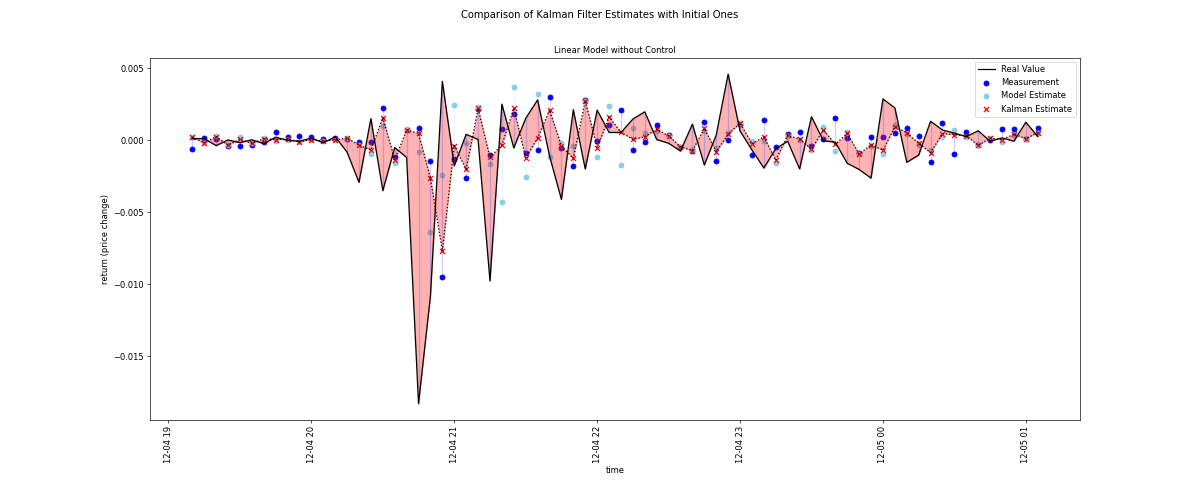 Comparison of Kalman Filter Estimates with Initial Ones
Linear Model without Control
0.005
0.000
−0.005
−0.010
−0.015
return (price change)
Real Value
Measurement
Model Estimate
Kalman Estimate
12-04 19
12-04 20
12-04 21
12-04 22
12-04 23
12-05 00
12-05 01
time